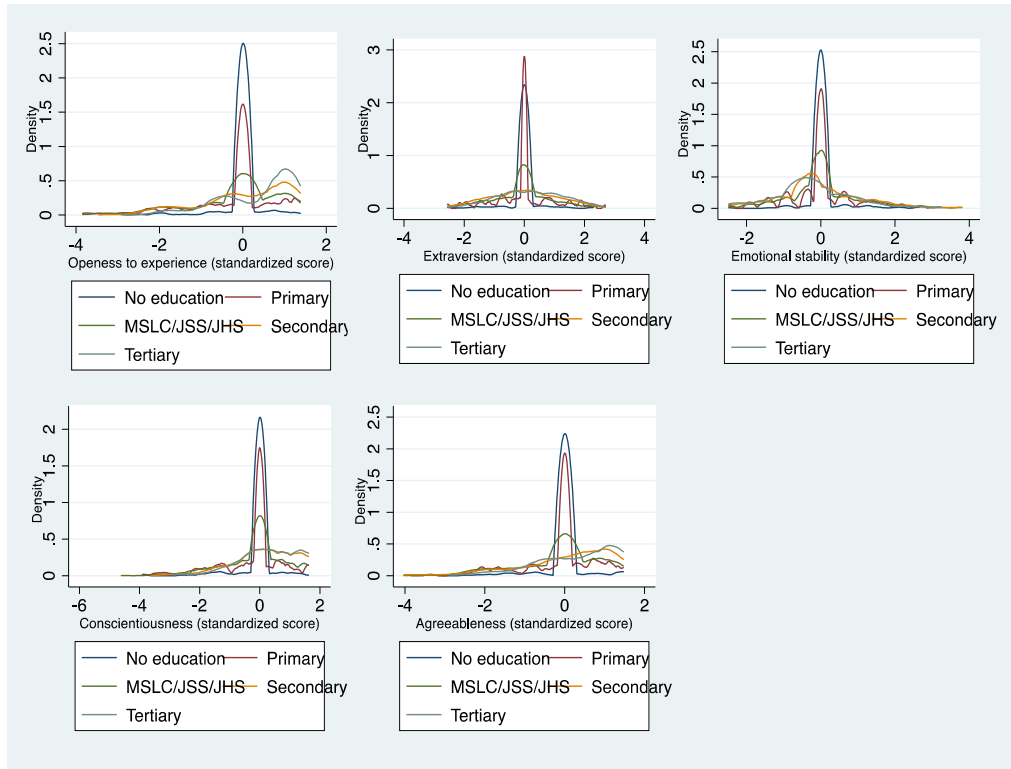 Density
0 .5 1 1.5 2 2.5
-4 -2 0 2
Openess to experience (standardized score)
No education Primary
MSLC/JSS/JHS Secondary
Tertiary
Density
0 1 2 3
-4 -2 0 2 4
Extraversion (standardized score)
No education Primary
MSLC/JSS/JHS Secondary
Tertiary
Density
0 .5 1 1.5 2 2.5
-2 0 2 4
Emotional stability (standardized score)
No education Primary
MSLC/JSS/JHS Secondary
Tertiary
Density
0 .5 1 1.5 2
-6 -4 -2 0 2
Conscientiousness (standardized score)
No education Primary
MSLC/JSS/JHS Secondary
Tertiary
Density
0 .5 1 1.5 2 2.5
-4 -2 0 2
Agreeableness (standardized score)
No education Primary
MSLC/JSS/JHS Secondary
Tertiary